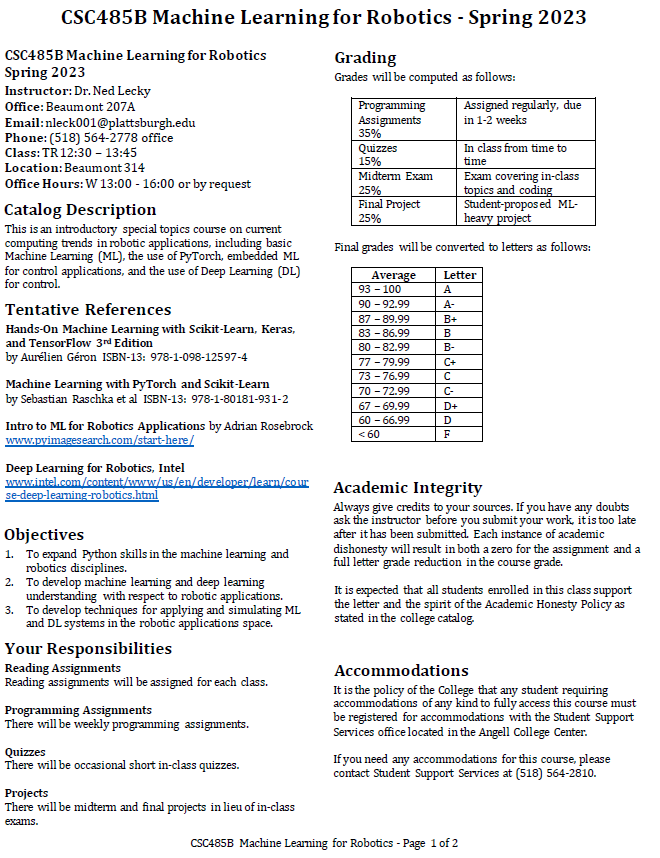 CSC485B Machine Learning for Robotics - Spring 2023
CSC485B Machine Learning for Robotics
Spring 2023
Instructor: Dr. Ned Lecky
Office: Beaumont 207A
Email: nleck001@plattsburgh.edu
Phone: (518) 564-2778 office
Class: TR 12:30 – 13:45
Location: Beaumont 314
Office Hours: W 13:00 - 16:00 or by request
Catalog Description
This is an introductory special topics course on current
computing trends in robotic applications, including basic
Machine Learning (ML), the use of PyTorch, embedded ML
for control applications, and the use of Deep Learning (DL)
for control.
Tentative References
Hands-On Machine Learning with Scikit-Learn, Keras,
and TensorFlow 3rd Edition
by Aurélien Géron ISBN-13: 978-1-098-12597-4
Machine Learning with PyTorch and Scikit-Learn
by Sebastian Raschka et al ISBN-13: 978-1-80181-931-2
Intro to ML for Robotics Applications by Adrian Rosebrock
www.pyimagesearch.com/start-here/
Deep Learning for Robotics, Intel
www.intel.com/content/www/us/en/developer/learn/cour
se-deep-learning-robotics.html
Objectives
1. To expand Python skills in the machine learning and
robotics disciplines.
2. To develop machine learning and deep learning
understanding with respect to robotic applications.
3. To develop techniques for applying and simulating ML
and DL systems in the robotic applications space.
Your Responsibilities
Reading Assignments
Reading assignments will be assigned for each class.
Programming Assignments
There will be weekly programming assignments.
Quizzes
There will be occasional short in-class quizzes.
Projects
There will be midterm and final projects in lieu of in-class
exams.
Grading
Grades will be computed as follows:
Programming Assigned regularly, due
Assignments in 1-2 weeks
35%
Quizzes In class from time to
15% time
Midterm Exam Exam covering in-class
25% topics and coding
Final Project Student-proposed ML-
25% heavy project
Final grades will be converted to letters as follows:
Average Letter
93 – 100 A
90 – 92.99 A-
87 – 89.99 B+
83 – 86.99 B
80 – 82.99 B-
77 – 79.99 C+
73 – 76.99 C
70 – 72.99 C-
67 – 69.99 D+
60 – 66.99 D
< 60 F
Academic Integrity
Always give credits to your sources. If you have any doubts
ask the instructor before you submit your work, it is too late
after it has been submitted. Each instance of academic
dishonesty will result in both a zero for the assignment and a
full letter grade reduction in the course grade.
It is expected that all students enrolled in this class support
the letter and the spirit of the Academic Honesty Policy as
stated in the college catalog.
Accommodations
It is the policy of the College that any student requiring
accommodations of any kind to fully access this course must
be registered for accommodations with the Student Support
Services office located in the Angell College Center.
If you need any accommodations for this course, please
contact Student Support Services at (518) 564-2810.
CSC485B Machine Learning for Robotics - Page 1 of 2